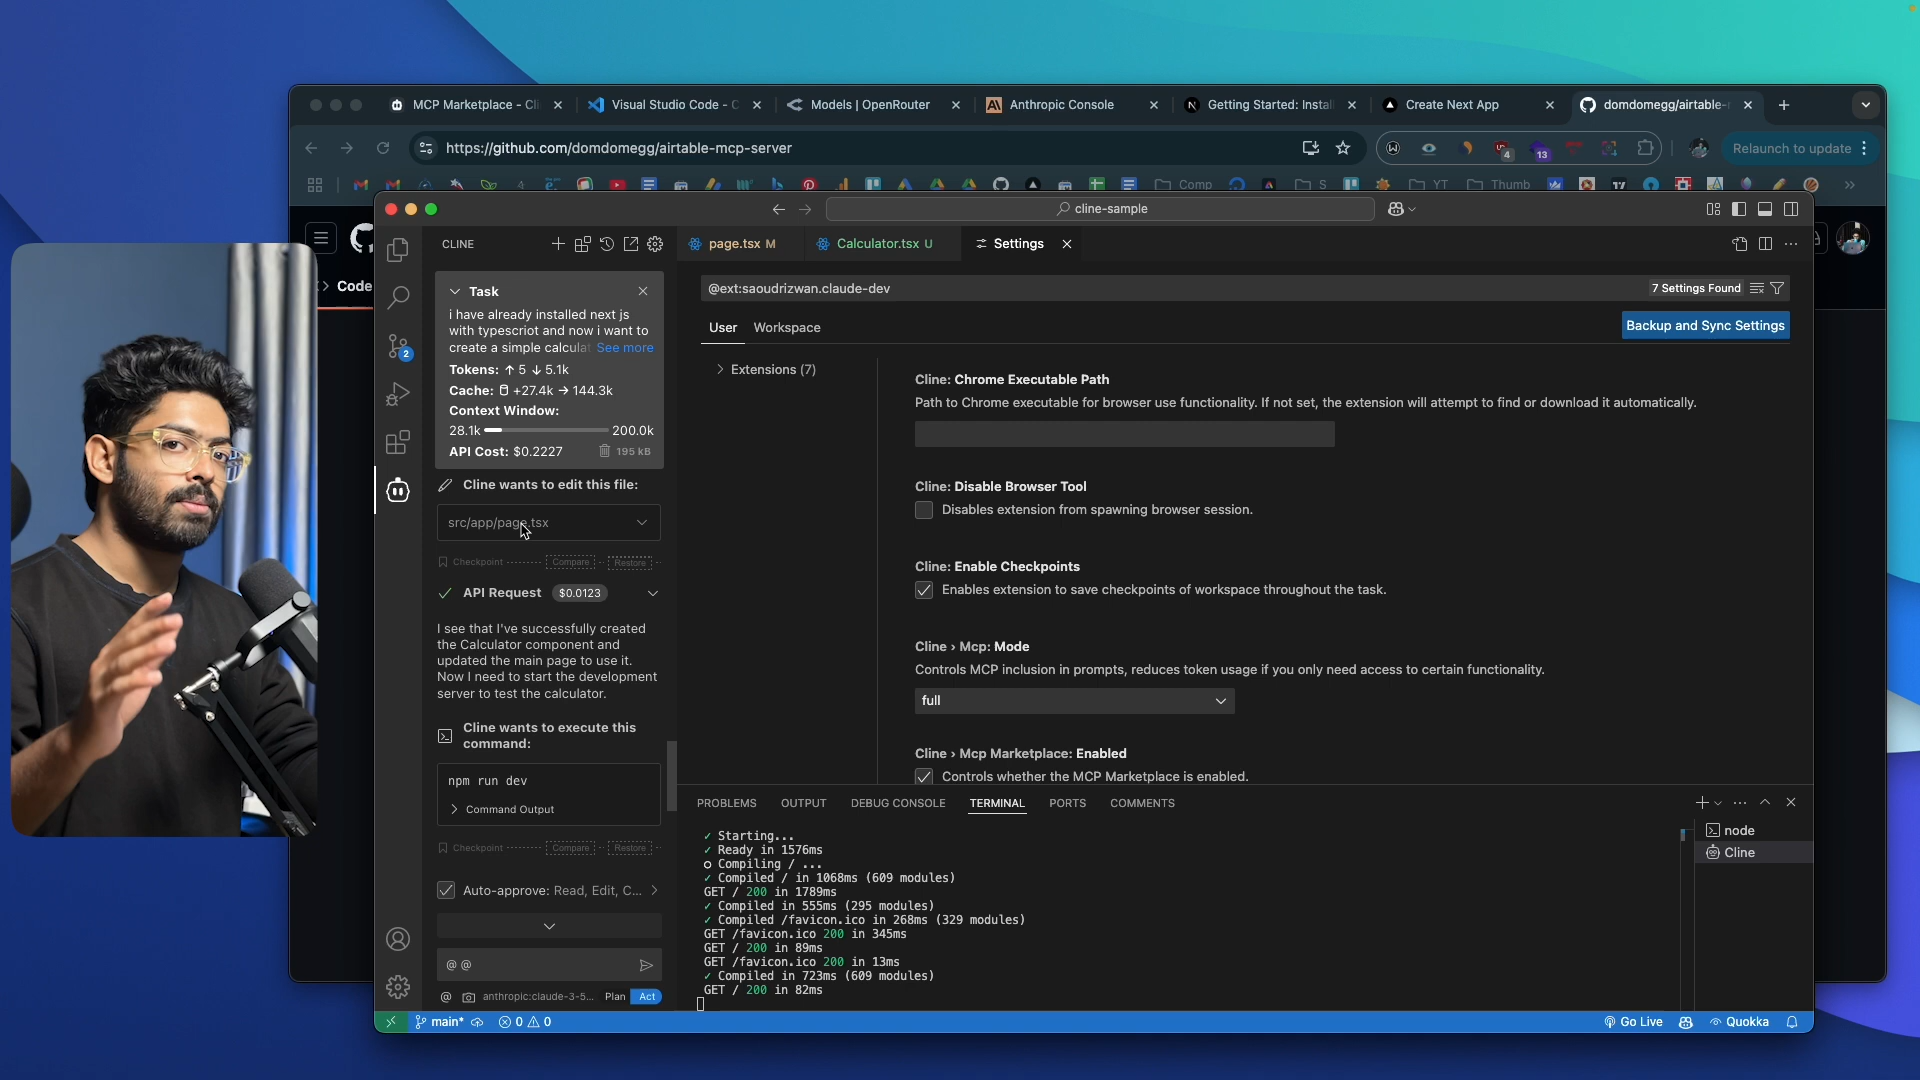 MCP Marketplace - Cli
Visual Studio Code - C
Models | OpenRouter
Anthropic Console
Getting Started: Instal
Create Next App
domdomegg/airtable-
https://github.com/domdomegg/airtable-mcp-server
4
13
Relaunch to update
Comp
S
YT
Thumb
Code
cline-sample
CLINE
page.tsx M
Calculator.tsx U
Settings
Task
i have already installed next js
with typescriot and now i want to
create a simple calculat See more
Tokens: ↑ 5 ↓ 5.1k
Cache: +27.4k → 144.3k
Context Window:
28.1k 200.0k
API Cost: $0.2227 195 kB
Cline wants to edit this file:
src/app/page.tsx
Checkpoint Compare Restore
API Request $0.0123
I see that I've successfully created
the Calculator component and
updated the main page to use it.
Now I need to start the development
server to test the calculator.
Cline wants to execute this
command:
npm run dev
Command Output
Checkpoint Compare Restore
Auto-approve: Read, Edit, C...
@ @
@ anthropic:claude-3-5... Plan Act
2
@ext:saoudrizwan.claude-dev
7 Settings Found
User Workspace
Backup and Sync Settings
Extensions (7)
Cline: Chrome Executable Path
Path to Chrome executable for browser use functionality. If not set, the extension will attempt to find or download it automatically.
Cline: Disable Browser Tool
Disables extension from spawning browser session.
Cline: Enable Checkpoints
Enables extension to save checkpoints of workspace throughout the task.
Cline › Mcp: Mode
Controls MCP inclusion in prompts, reduces token usage if you only need access to certain functionality.
full
Cline › Mcp Marketplace: Enabled
Controls whether the MCP Marketplace is enabled.
PROBLEMS OUTPUT DEBUG CONSOLE TERMINAL PORTS COMMENTS
✓ Starting...
✓ Ready in 1576ms
○ Compiling / ...
✓ Compiled / in 1068ms (609 modules)
GET / 200 in 1789ms
✓ Compiled in 555ms (295 modules)
✓ Compiled /favicon.ico in 268ms (329 modules)
GET /favicon.ico 200 in 345ms
GET / 200 in 89ms
GET /favicon.ico 200 in 13ms
✓ Compiled in 723ms (609 modules)
GET / 200 in 82ms
node
Cline
main* 0 0
Go Live
Quokka